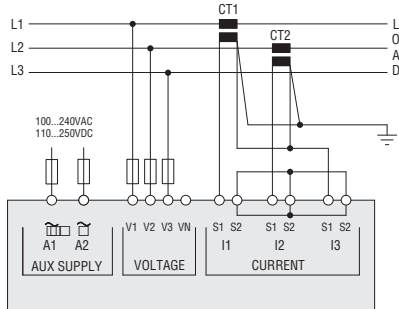 CT1
L1
L
CT2
L2
O
A
L3
D
100...240VAC
110...250VDC
V1 V2 V3 VN S1 S2 S1 S2 S1 S2
A1 A2 I1 I2 I3
AUX SUPPLY VOLTAGE CURRENT